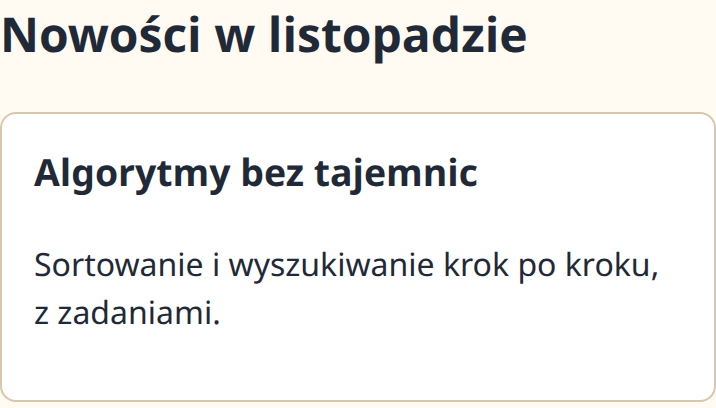 Nowości w listopadzie
Algorytmy bez tajemnic
Sortowanie i wyszukiwanie krok po kroku,
z zadaniami.